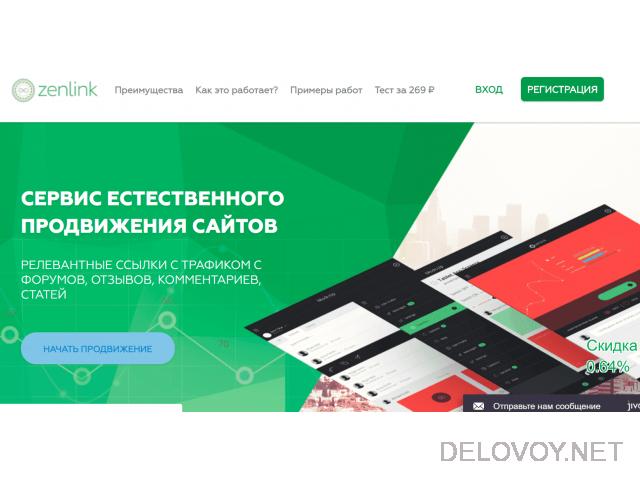 zenlink
Преимущества Как это работает? Примеры работ Тест за 269 ₽ ВХОД РЕГИСТРАЦИЯ
СЕРВИС ЕСТЕСТВЕННОГО
ПРОДВИЖЕНИЯ САЙТОВ
РЕЛЕВАНТНЫЕ ССЫЛКИ С ТРАФИКОМ С
ФОРУМОВ, ОТЗЫВОВ, КОММЕНТАРИЕВ,
СТАТЕЙ
НАЧАТЬ ПРОДВИЖЕНИЕ
70
Скидка
0.64%
Отправьте нам сообщение jivo
DELOVOY.NET